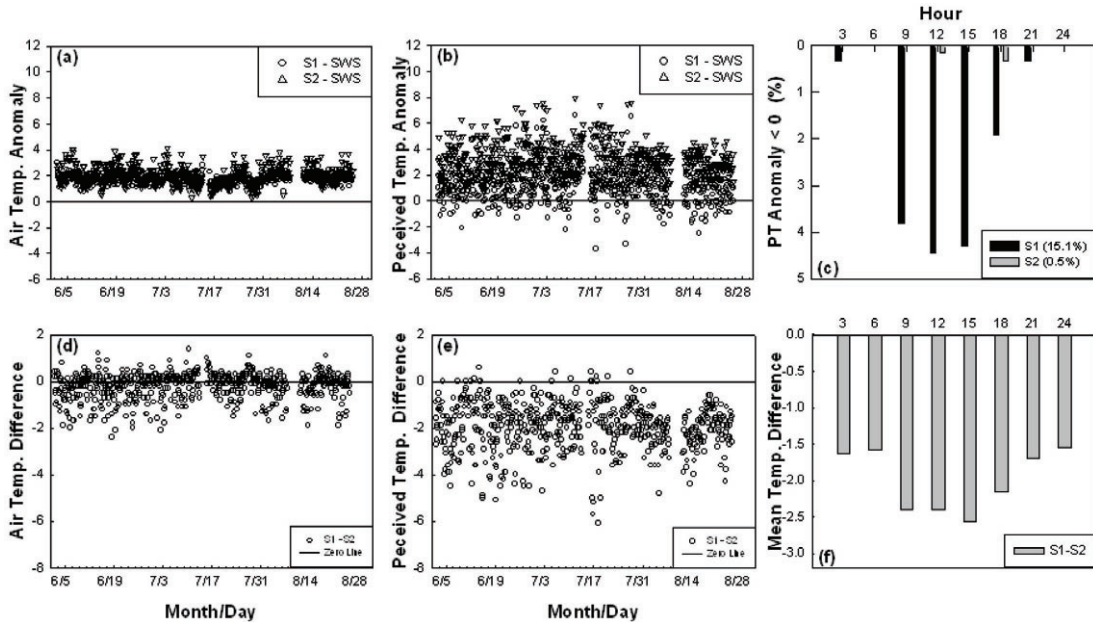 (a)
S1 - SWS
S2 - SWS
Air Temp. Anomaly
12
10
8
6
4
2
0
-2
-4
-6
6/5 6/19 7/3 7/17 7/31 8/14 8/28
(b)
S1 - SWS
S2 - SWS
Peceived Temp. Anomaly
12
10
8
6
4
2
0
-2
-4
-6
6/5 6/19 7/3 7/17 7/31 8/14 8/28
Hour
3 6 9 12 15 18 21 24
PT Anomaly < 0 (%)
0
1
2
3
4
5
(c)
S1 (15.1%)
S2 (0.5%)
(d)
Air Temp. Difference
2
0
-2
-4
-6
-8
S1 -S2
Zero Line
6/5 6/19 7/3 7/17 7/31 8/14 8/28
Month/Day
(e)
Peceived Temp. Difference
2
0
-2
-4
-6
-8
S1 -S2
Zero Line
6/5 6/19 7/3 7/17 7/31 8/14 8/28
Month/Day
3 6 9 12 15 18 21 24
Mean Temp. Difference
0.0
-0.5
-1.0
-1.5
-2.0
-2.5
-3.0
(f)
S1-S2